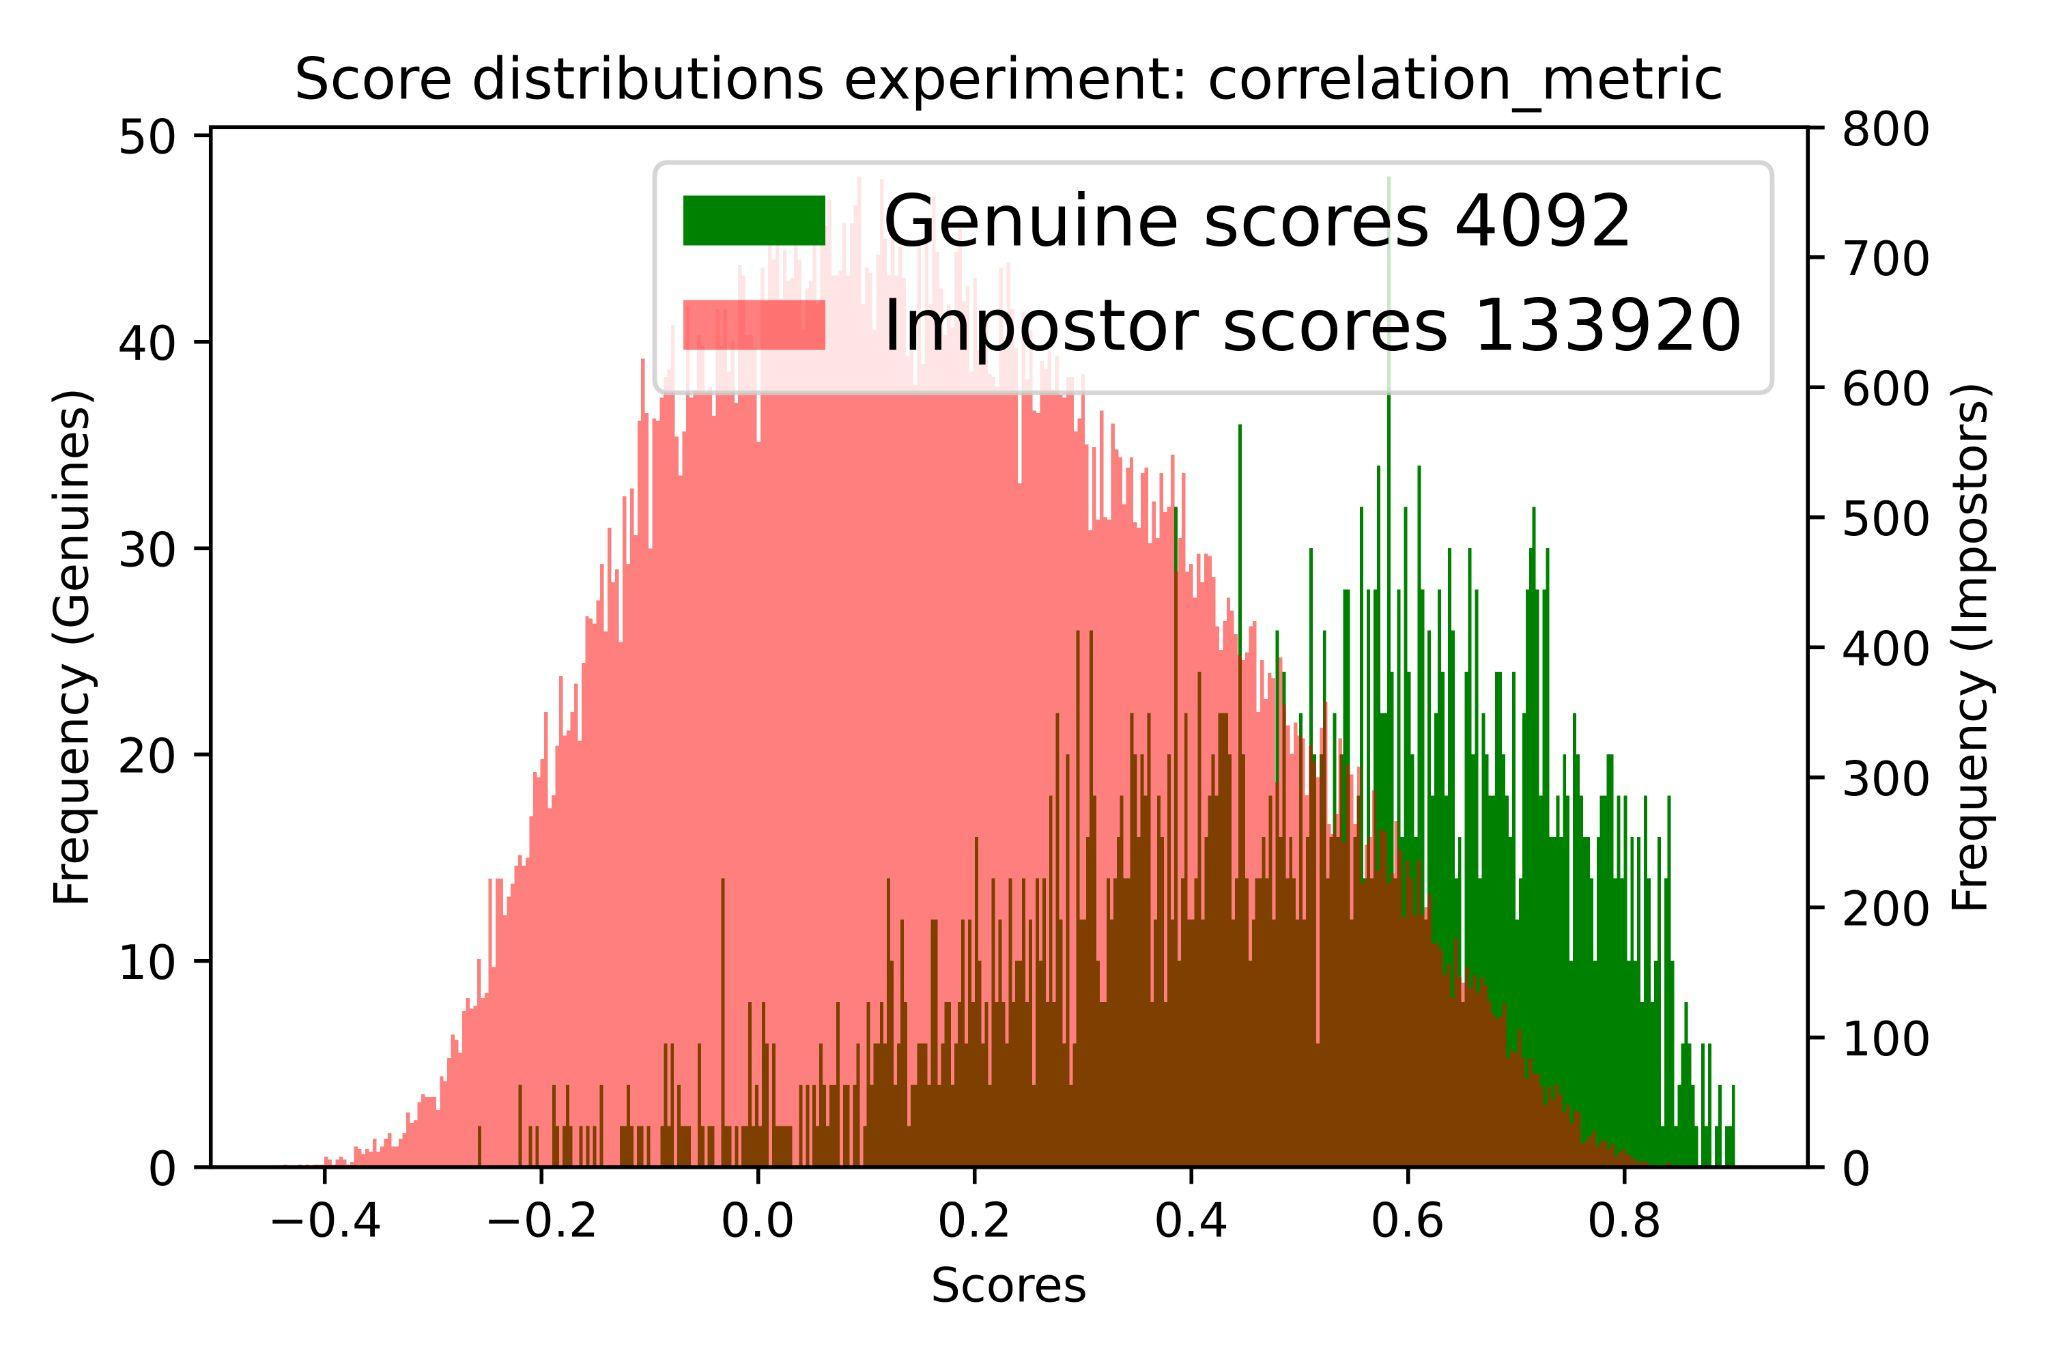 Score distributions experiment: correlation_metric
Genuine scores 4092
Impostor scores 133920
Frequency (Genuines)
50
40
30
20
10
0
Frequency (Impostors)
800
700
600
500
400
300
200
100
0
−0.4 −0.2 0.0 0.2 0.4 0.6 0.8
Scores